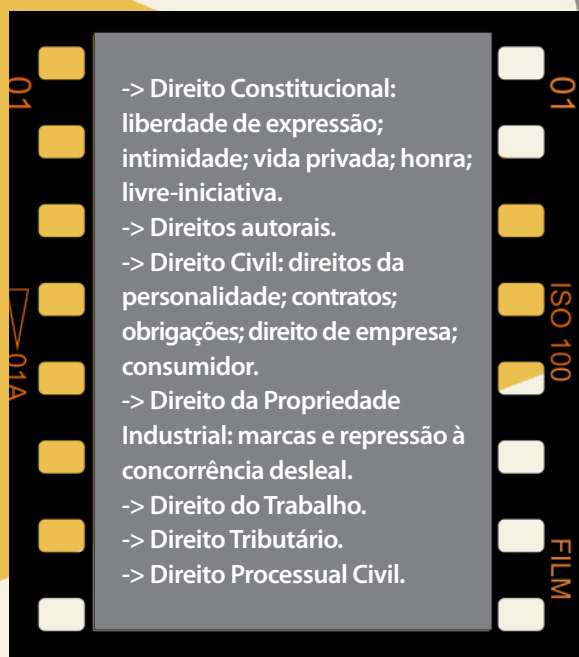 01
01
-> Direito Constitucional:
liberdade de expressão;
intimidade; vida privada; honra;
livre-iniciativa.
-> Direitos autorais.
-> Direito Civil: direitos da
personalidade; contratos;
obrigações; direito de empresa;
consumidor.
-> Direito da Propriedade
Industrial: marcas e repressão à
concorrência desleal.
-> Direito do Trabalho.
-> Direito Tributário.
-> Direito Processual Civil.
01A
ISO 100
FILM